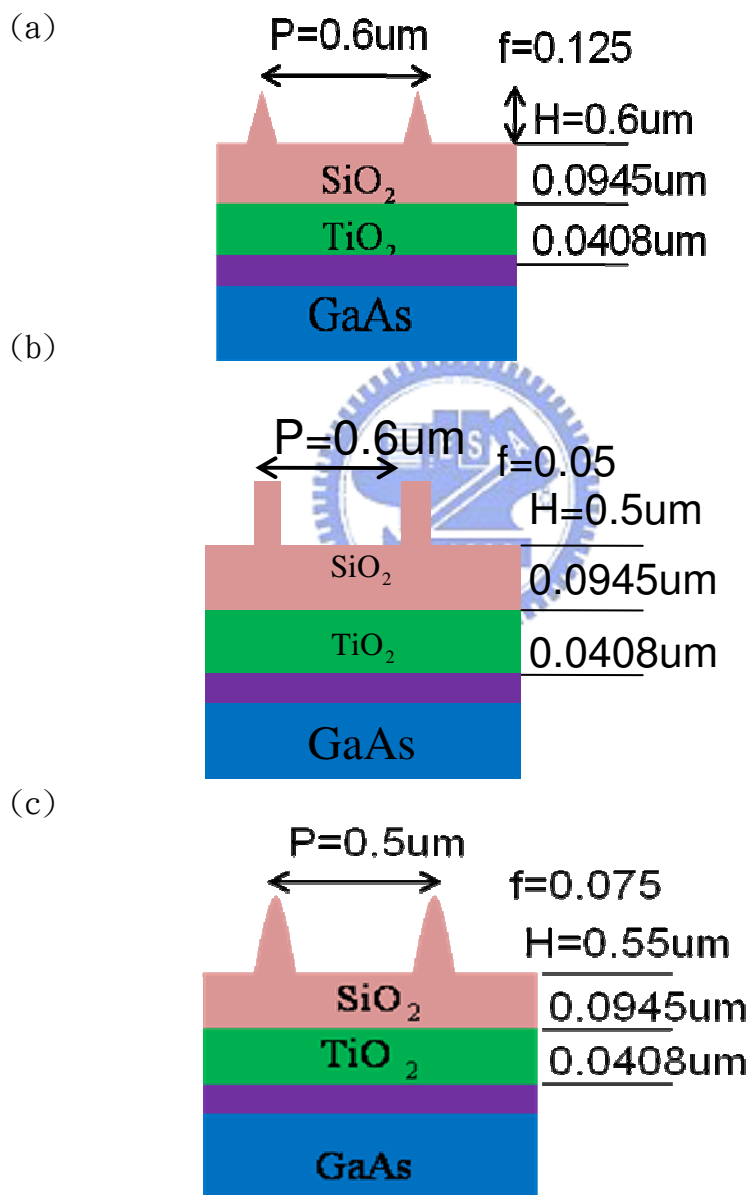 (a)
P=0.6um
f=0.125
H=0.6um
SiO₂
0.0945um
TiO₂
0.0408um
GaAs
(b)
P=0.6um
f=0.05
H=0.5um
SiO₂
0.0945um
TiO₂
0.0408um
GaAs
(c)
P=0.5um
f=0.075
H=0.55um
SiO₂
0.0945um
TiO₂
0.0408um
GaAs